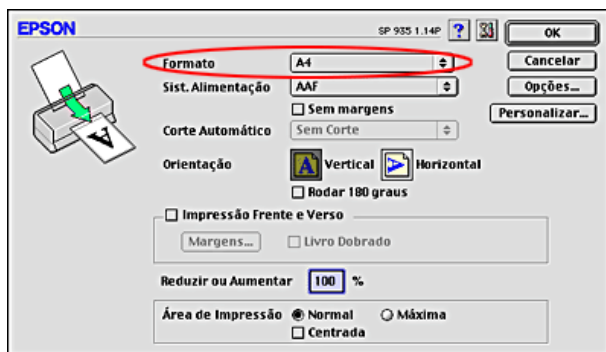 EPSON SP 935 1.14P ? OK
Formato A4 Cancelar
Sist. Alimentação AAF Opções...
Sem margens Personalizar...
Corte Automático Sem Corte
Orientação A Vertical A Horizontal
Rodar 180 graus
Impressão Frente e Verso
Margens... Livro Dobrado
Reduzir ou Aumentar 100 %
Área de Impressão Normal Máxima
Centrada
A